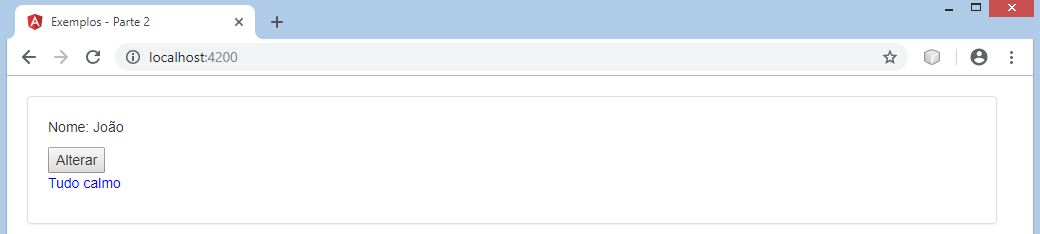 Exemplos - Parte 2
localhost:4200
Nome: João
Alterar
Tudo calmo